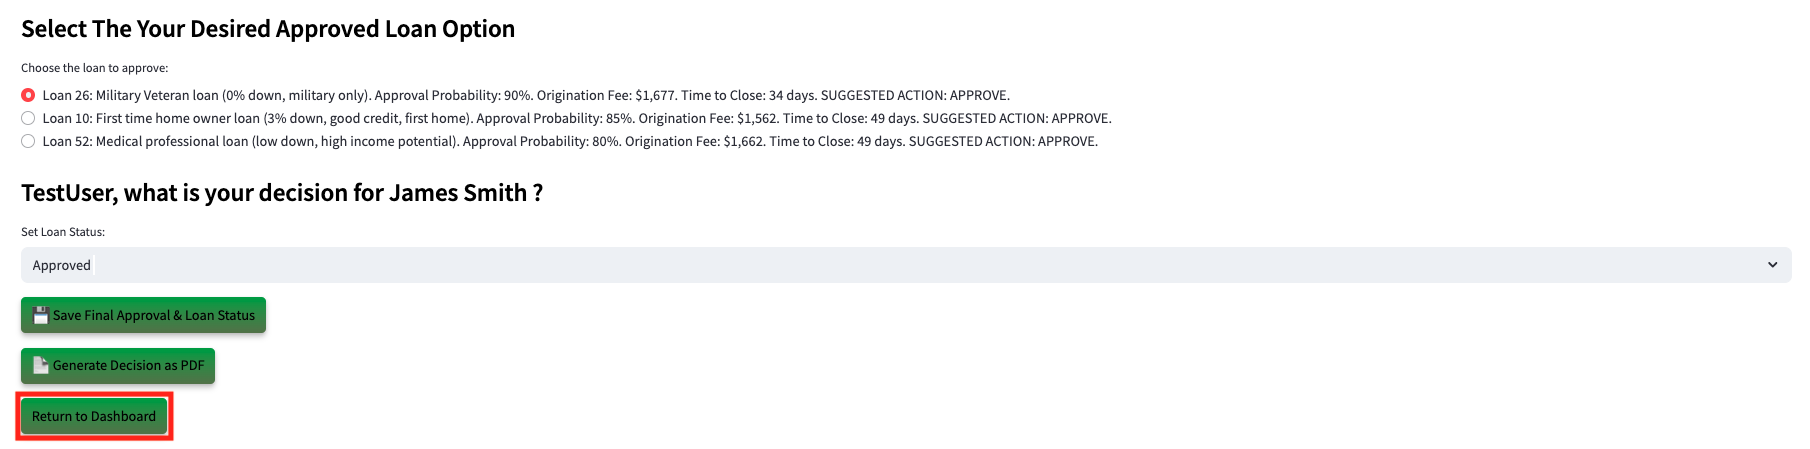 Select The Your Desired Approved Loan Option
Choose the loan to approve:
Loan 26: Military Veteran loan (0% down, military only). Approval Probability: 90%. Origination Fee: $1,677. Time to Close: 34 days. SUGGESTED ACTION: APPROVE.
Loan 10: First time home owner loan (3% down, good credit, first home). Approval Probability: 85%. Origination Fee: $1,562. Time to Close: 49 days. SUGGESTED ACTION: APPROVE.
Loan 52: Medical professional loan (low down, high income potential). Approval Probability: 80%. Origination Fee: $1,662. Time to Close: 49 days. SUGGESTED ACTION: APPROVE.
TestUser, what is your decision for James Smith ?
Set Loan Status:
Approved
Save Final Approval & Loan Status
Generate Decision as PDF
Return to Dashboard